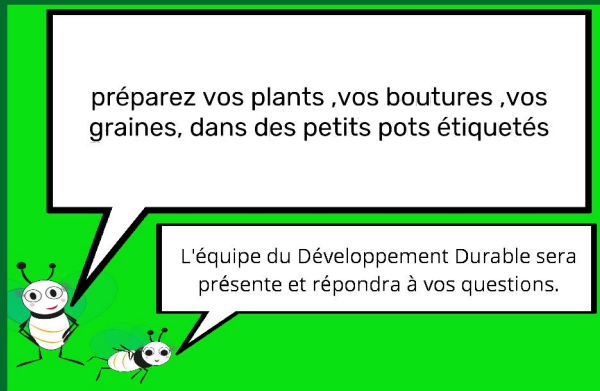 préparez vos plants ,vos boutures ,vos
graines, dans des petits pots étiquetés
L'équipe du Développement Durable sera
présente et répondra à vos questions.